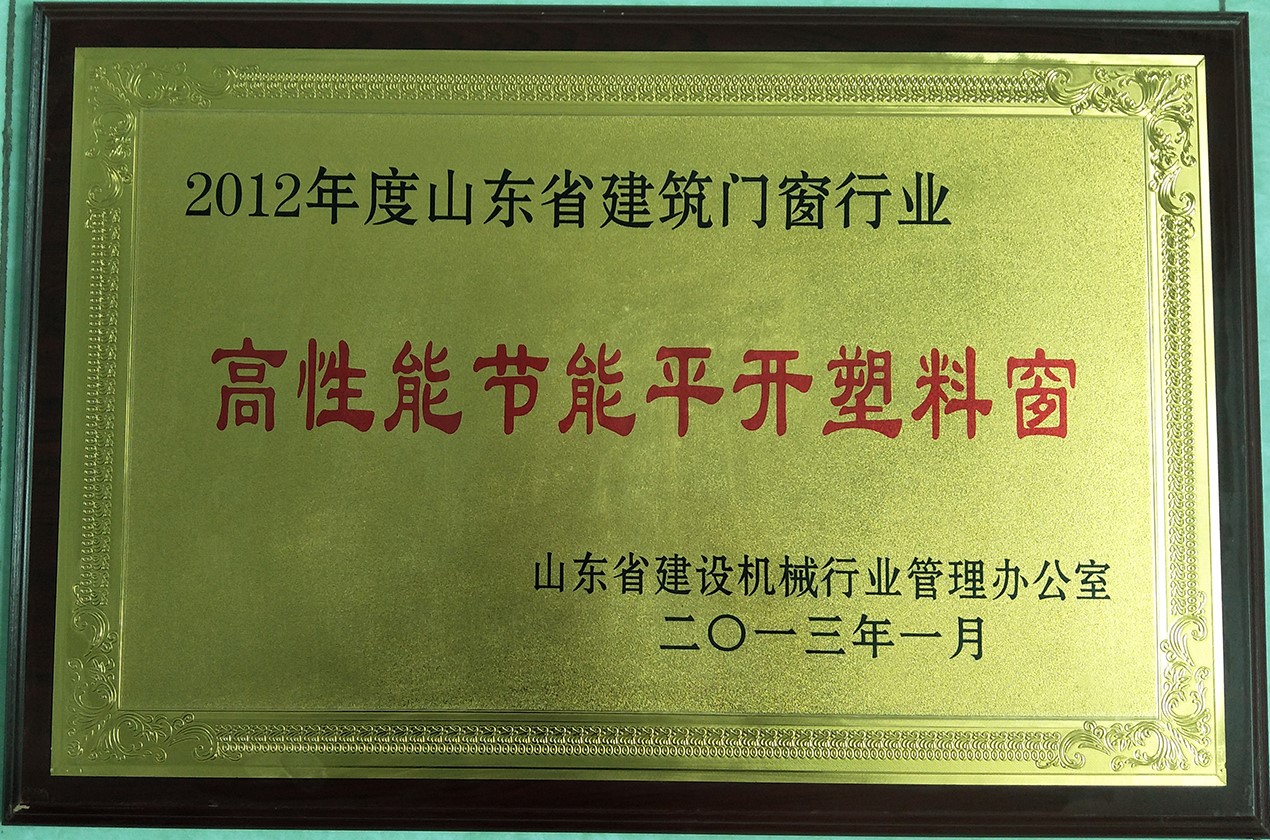 2012年度山东省建筑门窗行业
高性能节能平开塑料窗
山东省建设机械行业管理办公室
二〇一三年一月